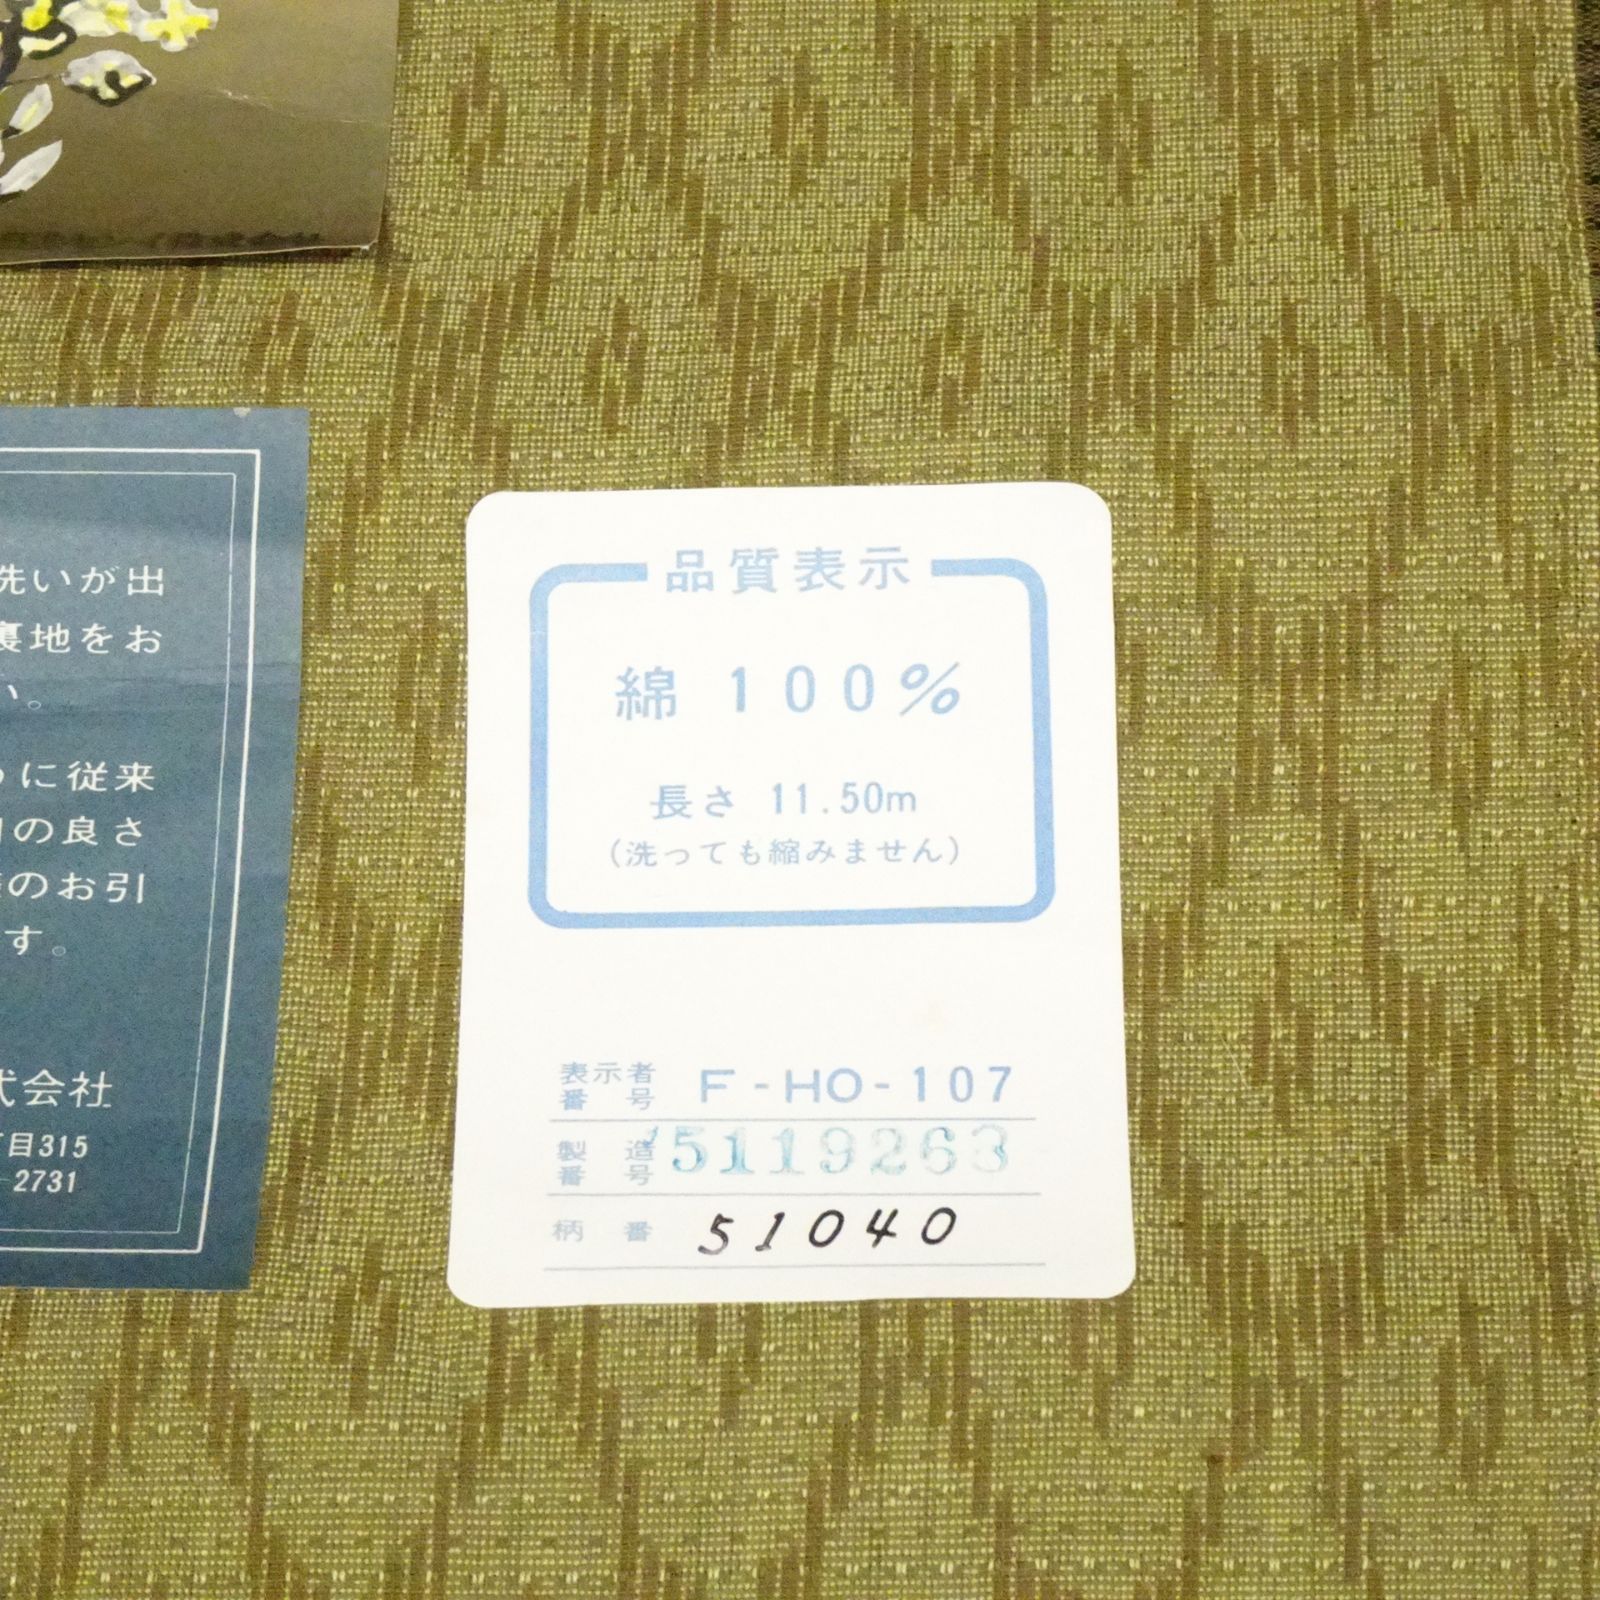 洗いが出
裏地をお
い。
に従来
の良さ
のお引
す。
式会社
目315
-2731
品質表示
綿 100%
長さ 11.50m
(洗っても縮みません)
表示者番号 F-HO-107
製造番号 5119263
柄番 51040